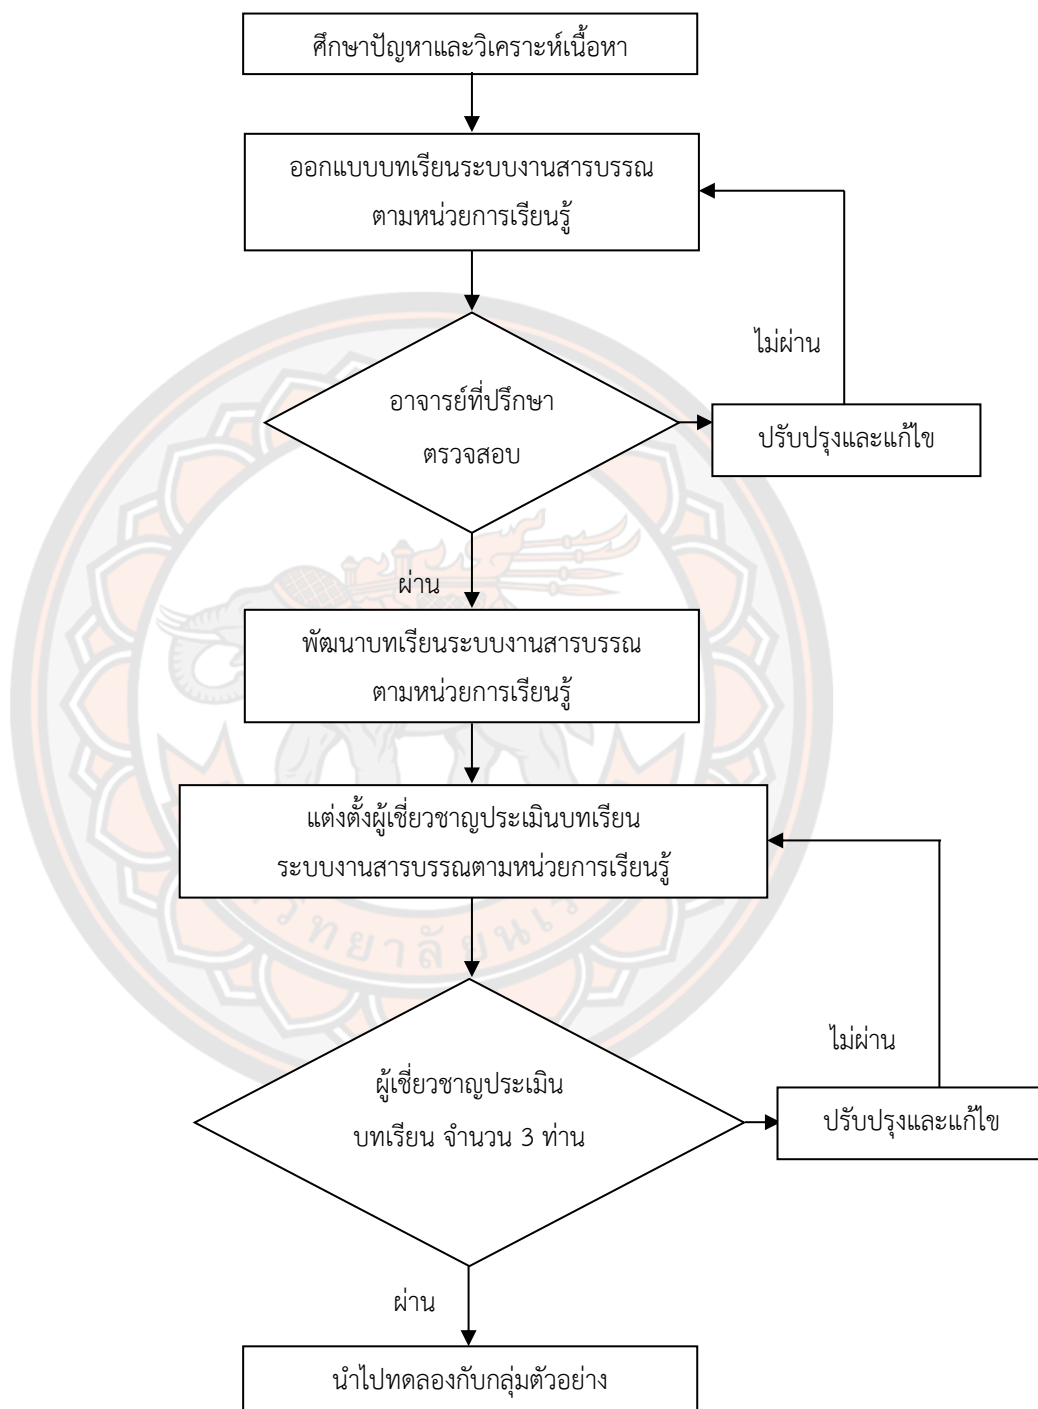 ศึกษาปัญหาและวิเคราะห์เนื้อหา
ออกแบบบทเรียนระบบงานสารบรรณ
ตามหน่วยการเรียนรู้
ไม่ผ่าน
อาจารย์ที่ปรึกษา
ตรวจสอบ
ปรับปรุงและแก้ไข
ผ่าน
พัฒนาบทเรียนระบบงานสารบรรณ
ตามหน่วยการเรียนรู้
แต่งตั้งผู้เชี่ยวชาญประเมินบทเรียน
ระบบงานสารบรรณตามหน่วยการเรียนรู้
ไม่ผ่าน
ผู้เชี่ยวชาญประเมิน
บทเรียน จำนวน 3 ท่าน
ปรับปรุงและแก้ไข
ผ่าน
นำไปทดลองกับกลุ่มตัวอย่าง